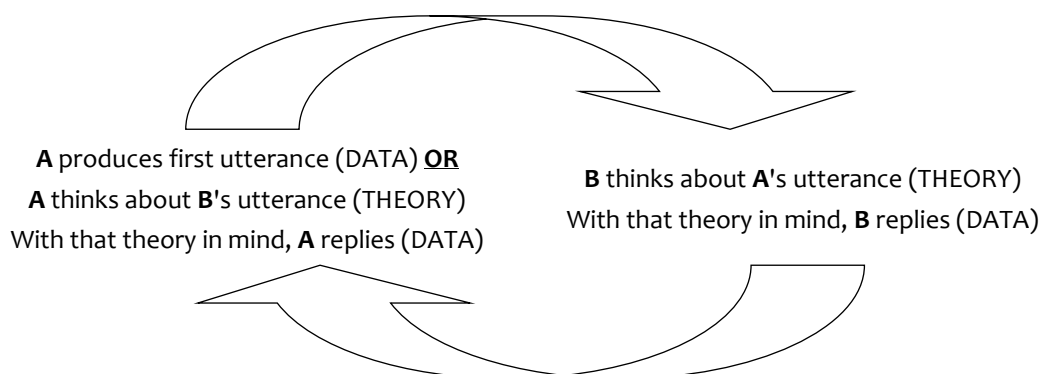 A produces first utterance (DATA) OR
A thinks about B's utterance (THEORY)
With that theory in mind, A replies (DATA)
B thinks about A's utterance (THEORY)
With that theory in mind, B replies (DATA)